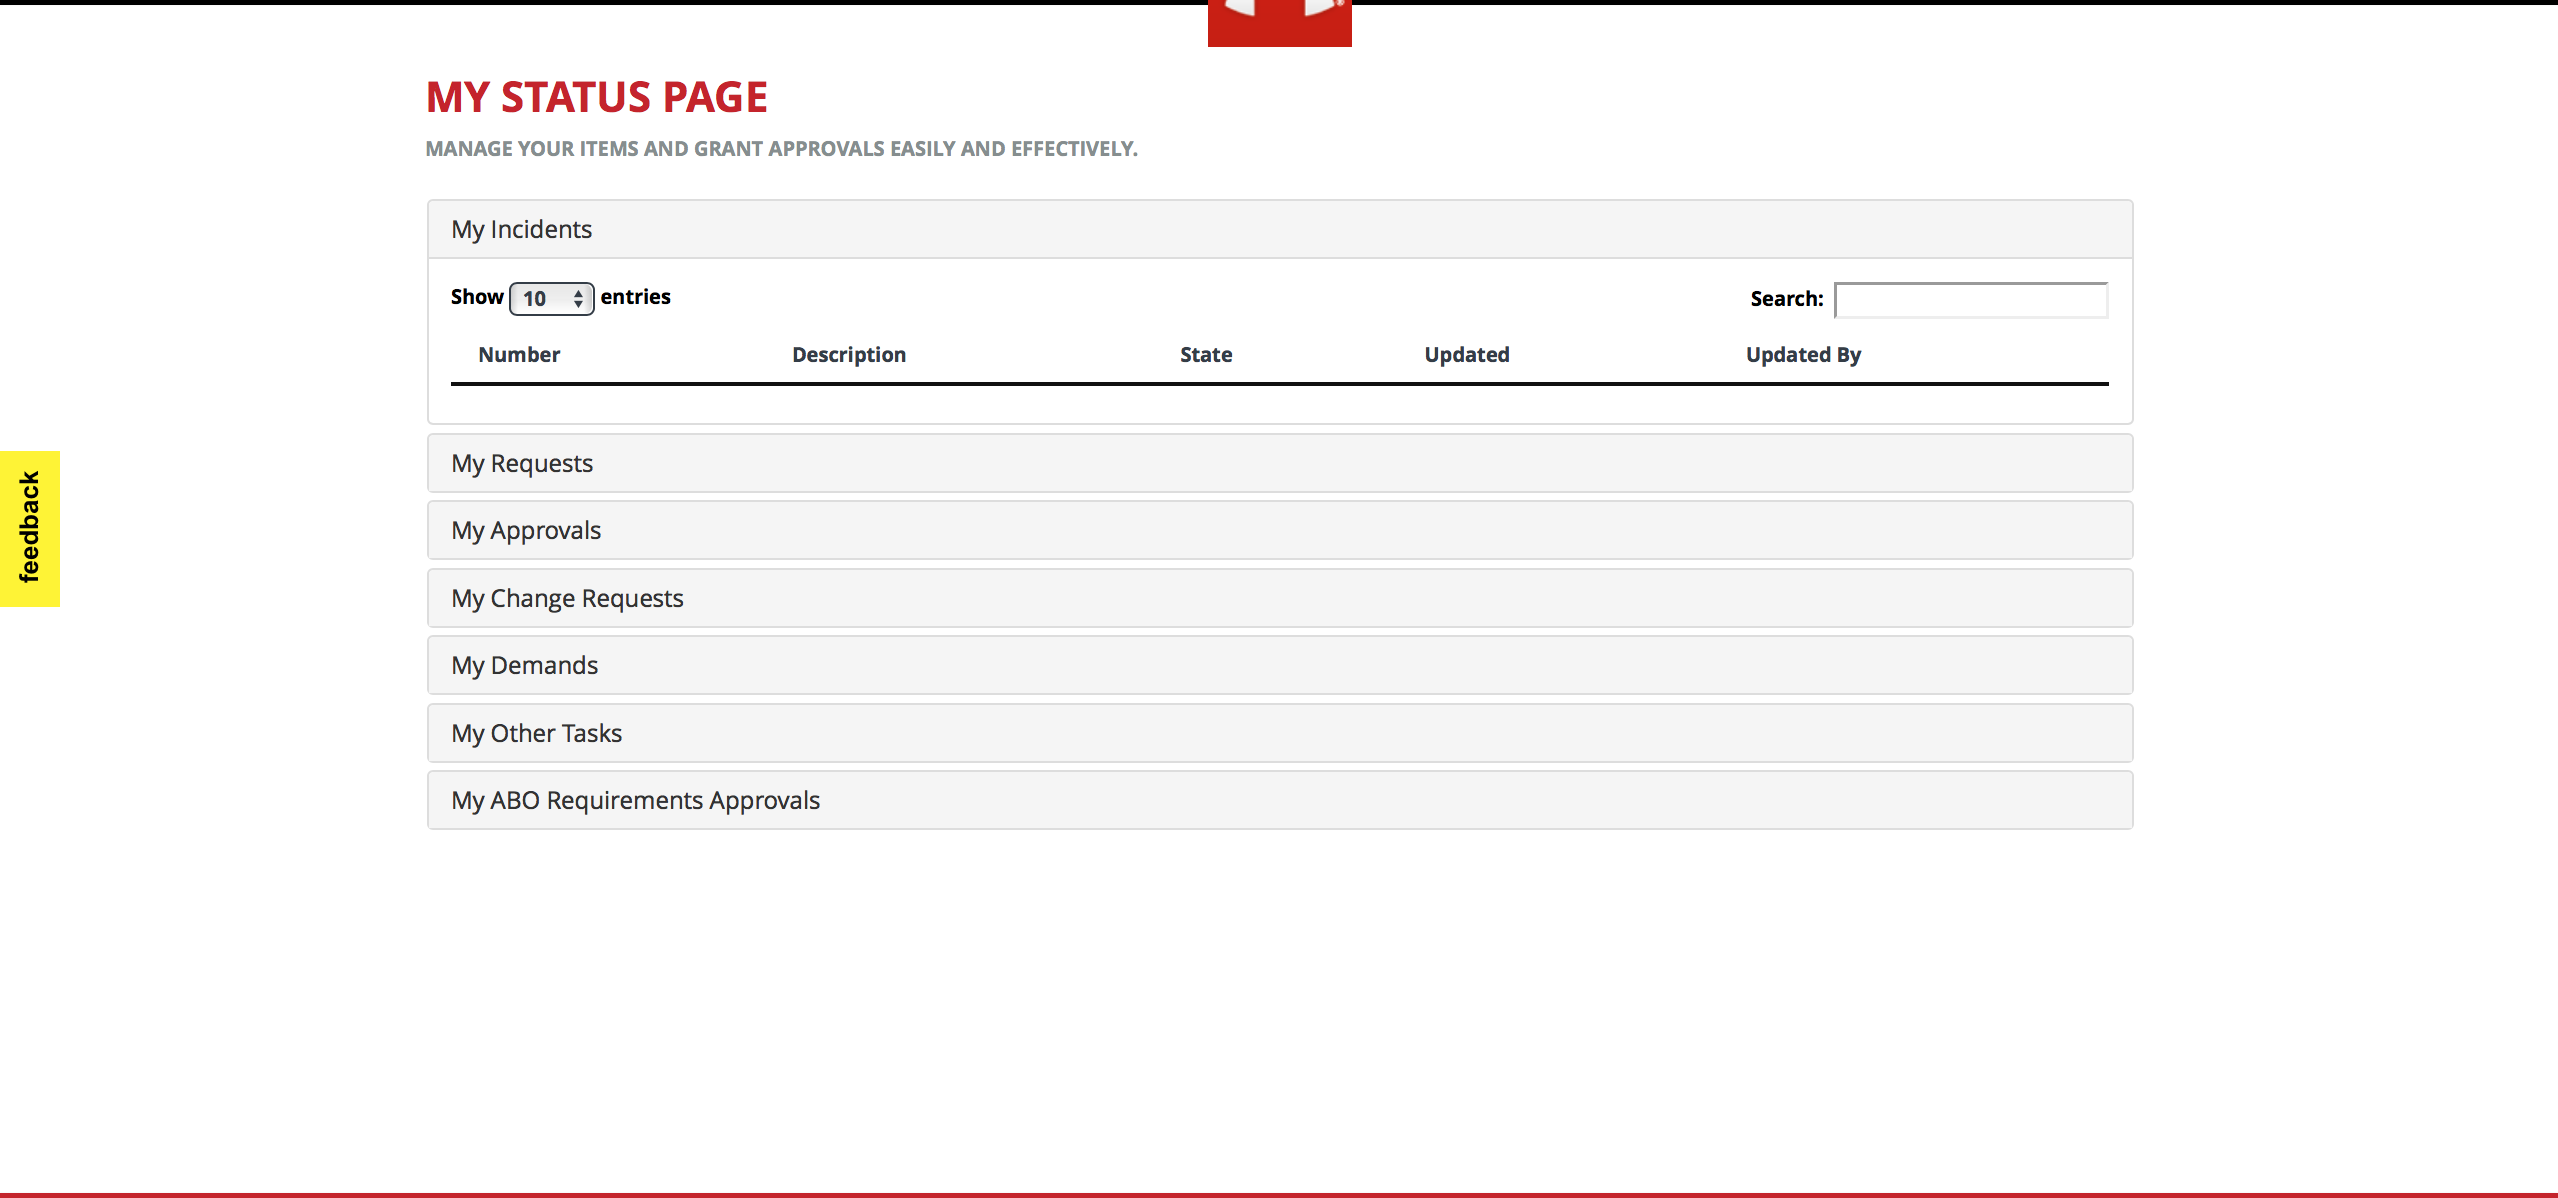 MY STATUS PAGE
MANAGE YOUR ITEMS AND GRANT APPROVALS EASILY AND EFFECTIVELY.
My Incidents
Show 10 entries Search:
Number Description State Updated Updated By
My Requests
feedback
My Approvals
My Change Requests
My Demands
My Other Tasks
My ABO Requirements Approvals